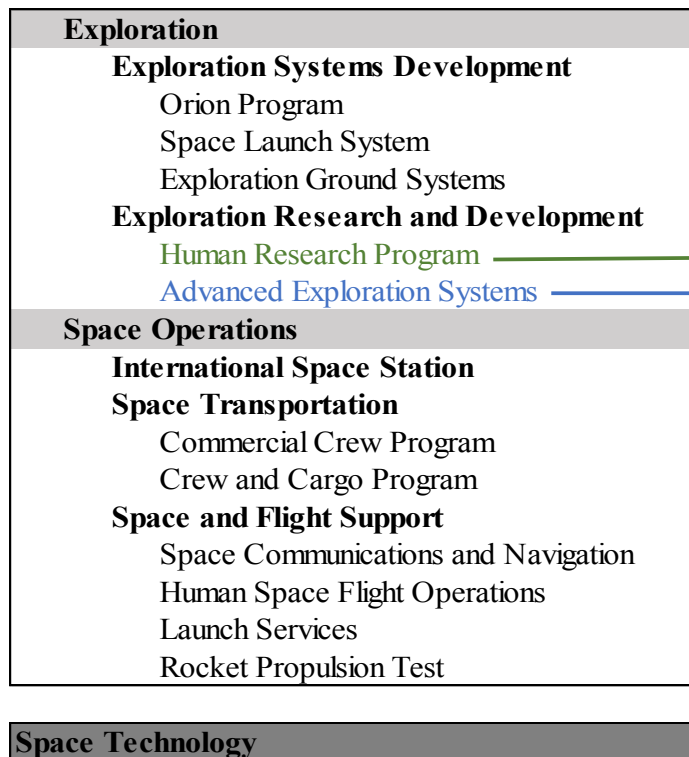 Exploration
Exploration Systems Development
Orion Program
Space Launch System
Exploration Ground Systems
Exploration Research and Development
Human Research Program
Advanced Exploration Systems
Space Operations
International Space Station
Space Transportation
Commercial Crew Program
Crew and Cargo Program
Space and Flight Support
Space Communications and Navigation
Human Space Flight Operations
Launch Services
Rocket Propulsion Test
Space Technology